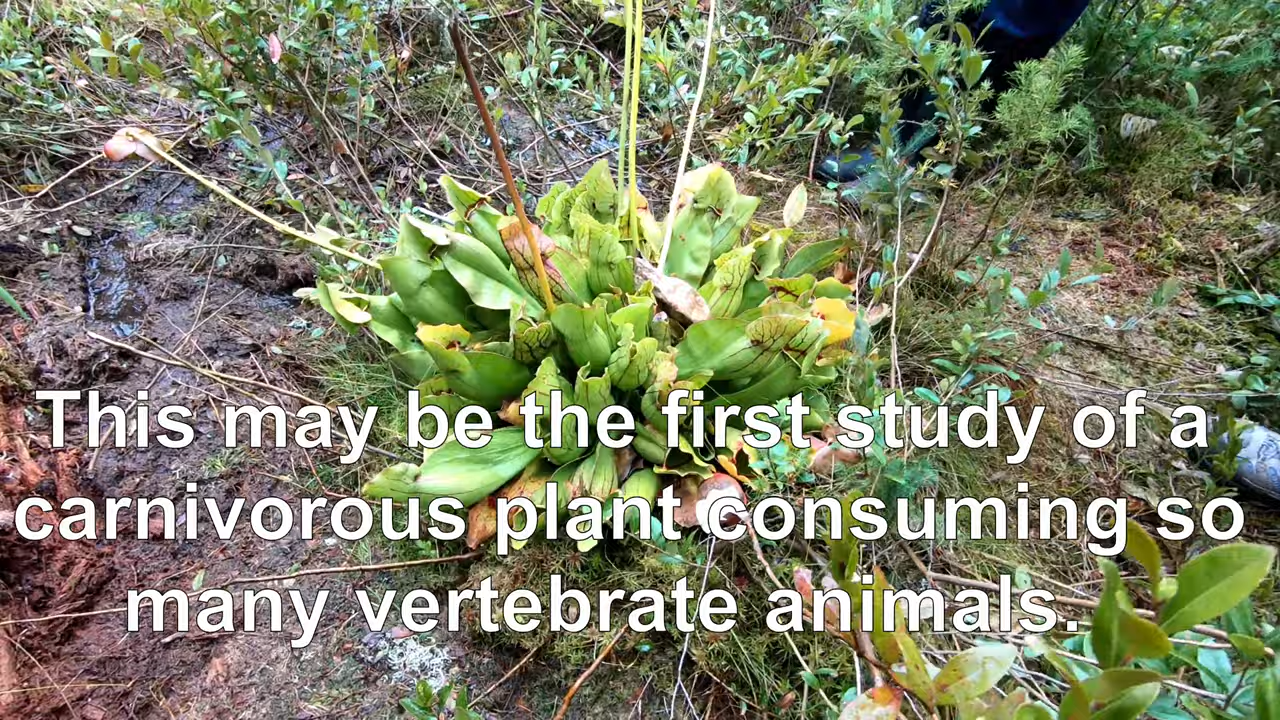 This may be the first study of a
carnivorous plant consuming so
many vertebrate animals.